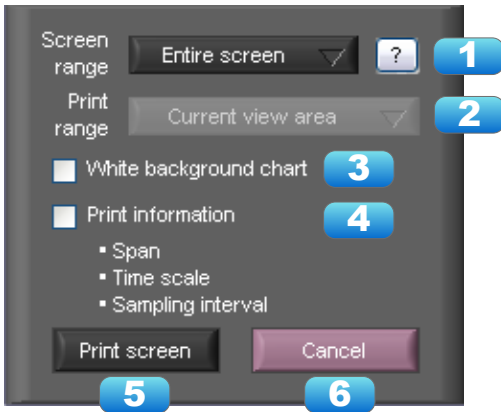 Screen
range
Entire screen
?
1
Print
range
Current view area
2
White background chart
3
Print information
4
▪ Span
▪ Time scale
▪ Sampling interval
Print screen
Cancel
5
6